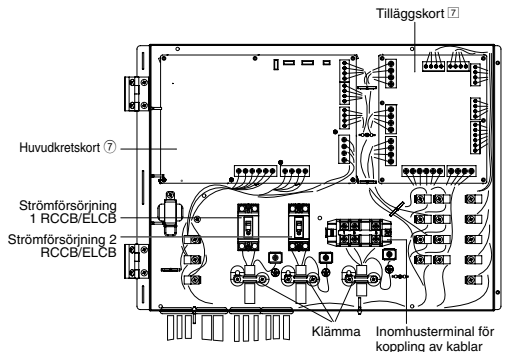 Tilläggskort 7
Huvudkretskort ⑦
Strömförsörjning
1 RCCB/ELCB
Strömförsörjning 2
RCCB/ELCB
Klämma
Inomhusterminal för
koppling av kablar